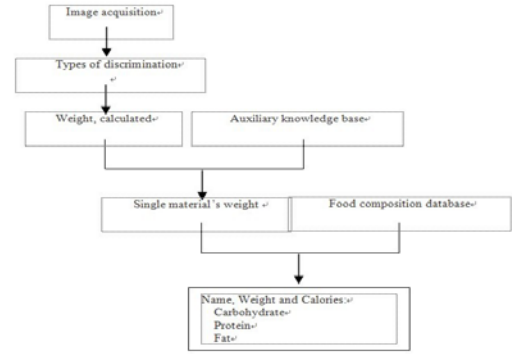 Image acquisition
Types of discrimination
Weight, calculated
Auxiliary knowledge base
Single material's weight
Food composition database
Name, Weight and Calories:
Carbohydrate
Protein
Fat